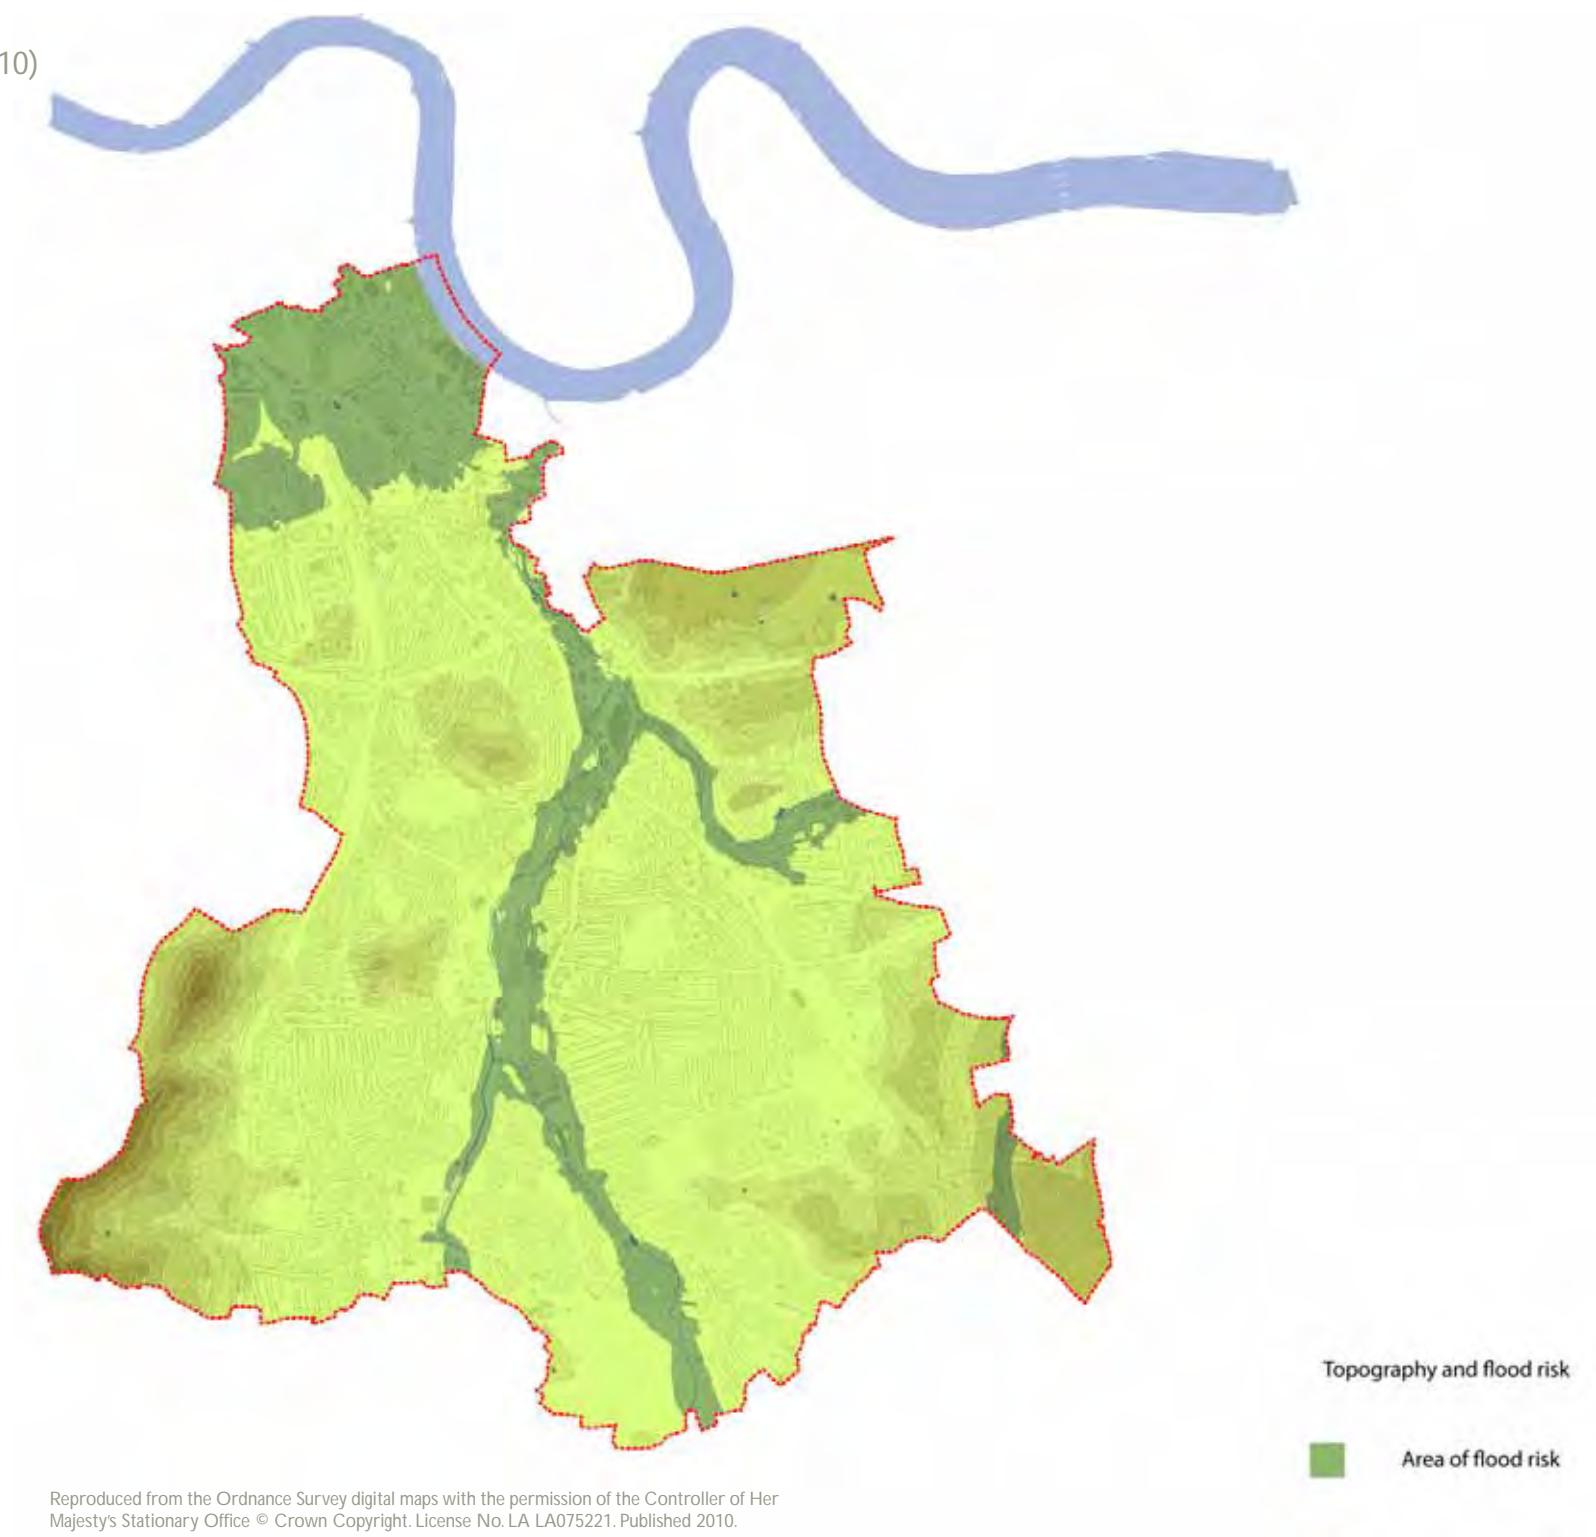 10)
Topography and flood risk
Area of flood risk
Reproduced from the Ordnance Survey digital maps with the permission of the Controller of Her
Majesty's Stationary Office © Crown Copyright. License No. LA LA075221. Published 2010.